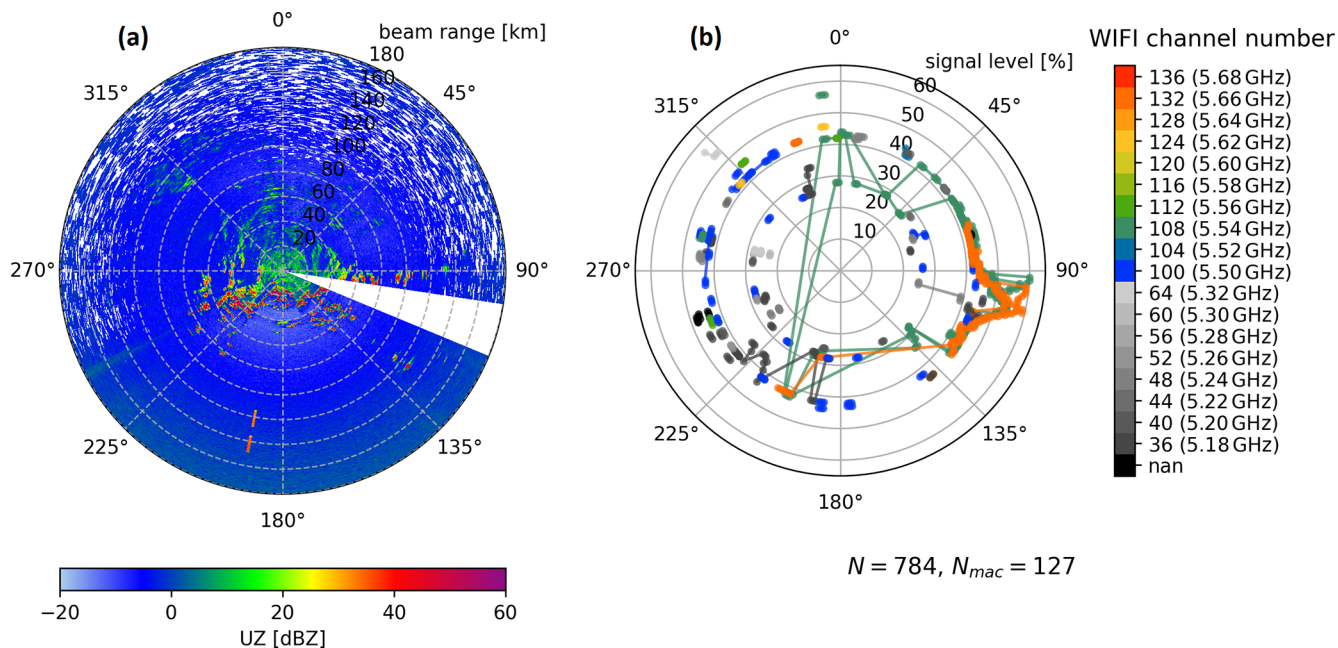 (a)
0°
beam range [km]
180
160
140
120
100
80
60
40
20
45°
90°
135°
180°
225°
270°
315°
−20
0
20
40
60
UZ [dBZ]
(b)
0°
signal level [%]
60
50
40
30
20
10
45°
90°
135°
180°
225°
270°
315°
N = 784, Nmac = 127
WIFI channel number
136 (5.68 GHz)
132 (5.66 GHz)
128 (5.64 GHz)
124 (5.62 GHz)
120 (5.60 GHz)
116 (5.58 GHz)
112 (5.56 GHz)
108 (5.54 GHz)
104 (5.52 GHz)
100 (5.50 GHz)
64 (5.32 GHz)
60 (5.30 GHz)
56 (5.28 GHz)
52 (5.26 GHz)
48 (5.24 GHz)
44 (5.22 GHz)
40 (5.20 GHz)
36 (5.18 GHz)
nan